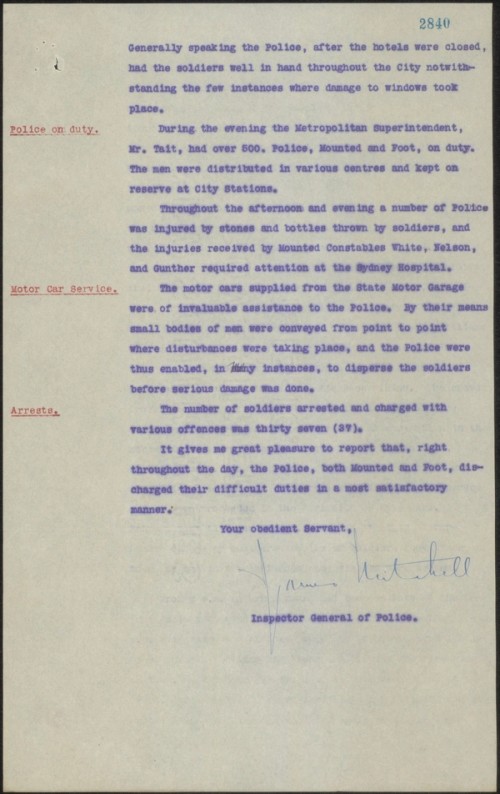 2840
Generally speaking the Police, after the hotels were closed,
had the soldiers well in hand throughout the City notwith-
standing the few instances where damage to windows took
place.
Police on duty.
During the evening the Metropolitan Superintendent,
Mr. Tait, had over 500. Police, Mounted and Foot, on duty.
The men were distributed in various centres and kept on
reserve at City Stations.
Throughout the afternoon and evening a number of Police
was injured by stones and bottles thrown by soldiers, and
the injuries received by Mounted Constables White, Nelson,
and Gunther required attention at the Sydney Hospital.
Motor Car Service.
The motor cars supplied from the State Motor Garage
were of invaluable assistance to the Police. By their means
small bodies of men were conveyed from point to point
where disturbances were taking place, and the Police were
thus enabled, in many instances, to disperse the soldiers
before serious damage was done.
Arrests.
The number of soldiers arrested and charged with
various offences was thirty seven (37).
It gives me great pleasure to report that, right
throughout the day, the Police, both Mounted and Foot, dis-
charged their difficult duties in a most satisfactory
manner.
Your obedient Servant,
James Mitchell
Inspector General of Police.